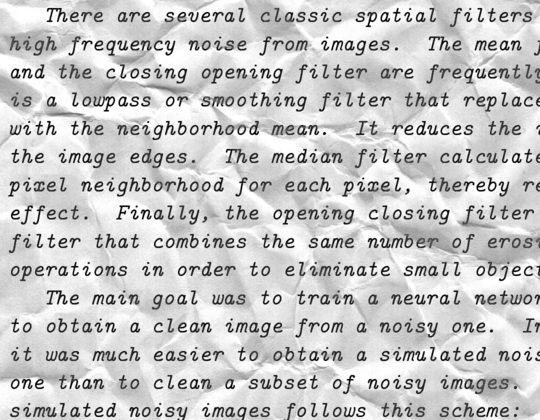 There are several classic spatial filters
high frequency noise from images. The mean
and the closing opening filter are frequently
is a lowpass or smoothing filter that replace
with the neighborhood mean. It reduces the
the image edges. The median filter calculate
pixel neighborhood for each pixel, thereby re
effect. Finally, the opening closing filter
filter that combines the same number of erosi
operations in order to eliminate small object
The main goal was to train a neural networ
to obtain a clean image from a noisy one. In
it was much easier to obtain a simulated nois
one than to clean a subset of noisy images.
simulated noisy images follows this scheme: